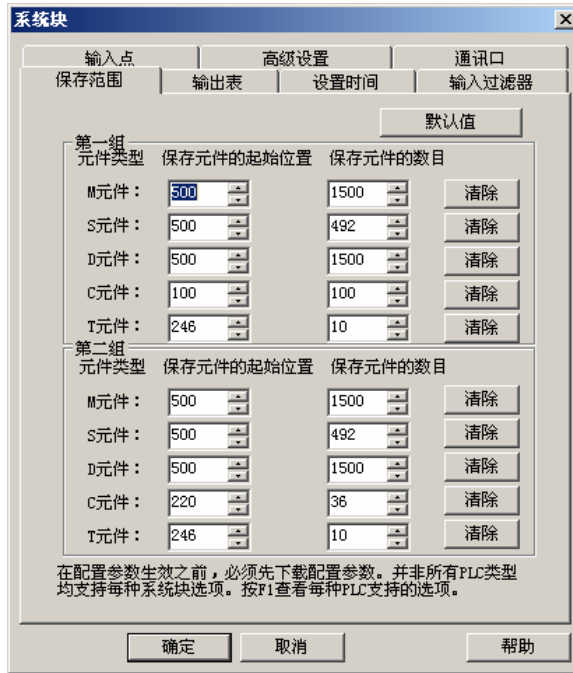 系统块
输入点 高级设置 通讯口
保存范围 输出表 设置时间 输入过滤器
默认值
第一组
元件类型 保存元件的起始位置 保存元件的数目
M元件： 500 1500 清除
S元件： 500 492 清除
D元件： 500 1500 清除
C元件： 100 100 清除
T元件： 246 10 清除
第二组
元件类型 保存元件的起始位置 保存元件的数目
M元件： 500 1500 清除
S元件： 500 492 清除
D元件： 500 1500 清除
C元件： 220 36 清除
T元件： 246 10 清除
在配置参数生效之前，必须先下载配置参数。并非所有PLC类型
均支持每种系统块选项。按F1查看每种PLC支持的选项。
确定 取消 帮助